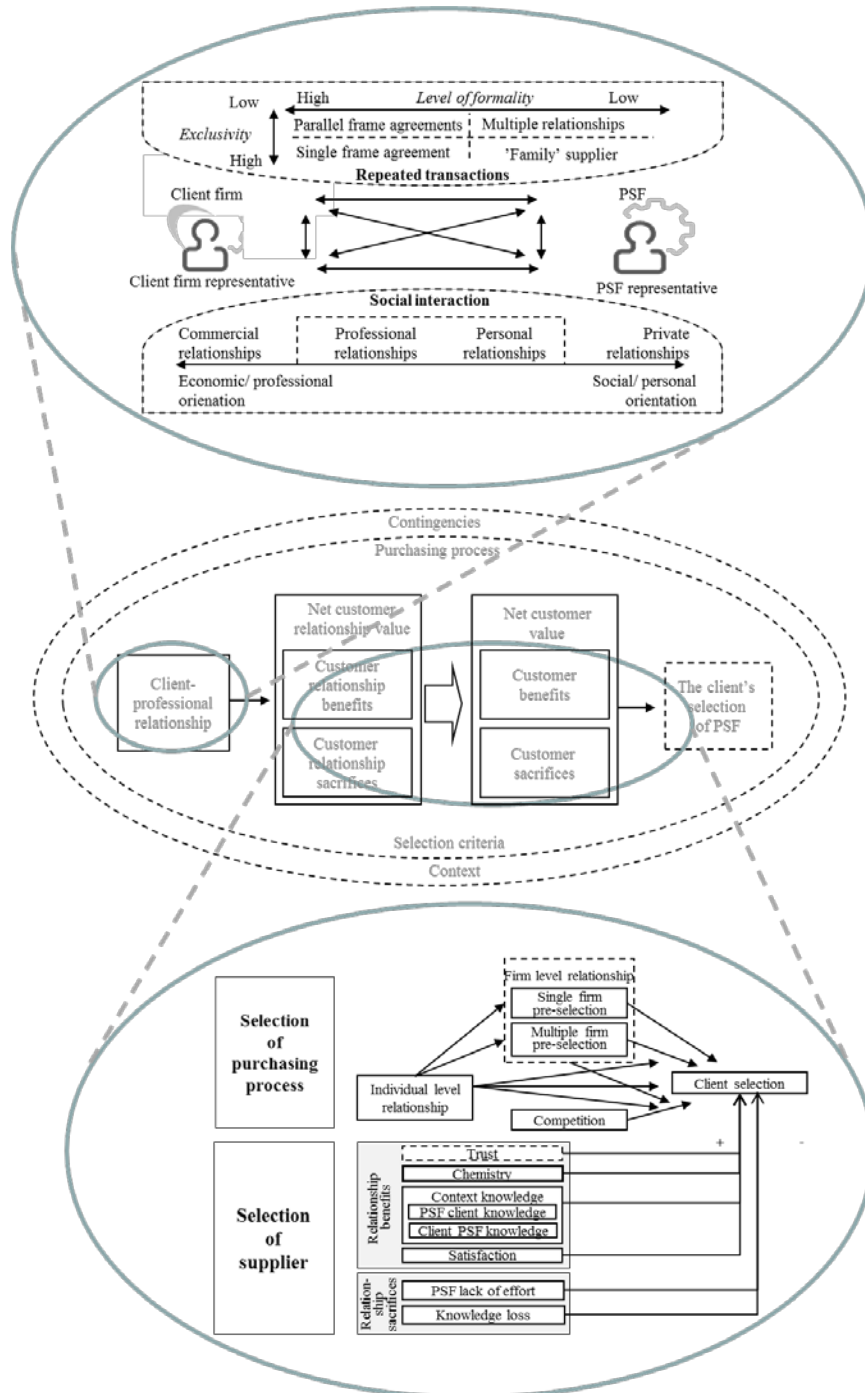 Low
High
Level of formality
Low
Exclusivity
Parallel frame agreements
Multiple relationships
High
Single frame agreement
'Family' supplier
Repeated transactions
Client firm
PSF
Client firm representative
PSF representative
Social interaction
Commercial
relationships
Professional
relationships
Personal
relationships
Private
relationships
Economic/ professional
orienation
Social/ personal
orientation
Contingencies
Purchasing process
Net customer
relationship value
Net customer
value
Client-
professional
relationship
Customer
relationship
benefits
Customer
benefits
The client's
selection
of PSF
Customer
relationship
sacrifices
Customer
sacrifices
Selection criteria
Context
Selection
of
purchasing
process
Firm level relationship
Single firm
pre-selection
Multiple firm
pre-selection
Individual level
relationship
Client selection
Competition
+
-
Selection
of
supplier
Relationship
benefits
Trust
Chemistry
Context knowledge
PSF client knowledge
Client PSF knowledge
Satisfaction
Relation-
ship
sacrifices
PSF lack of effort
Knowledge loss